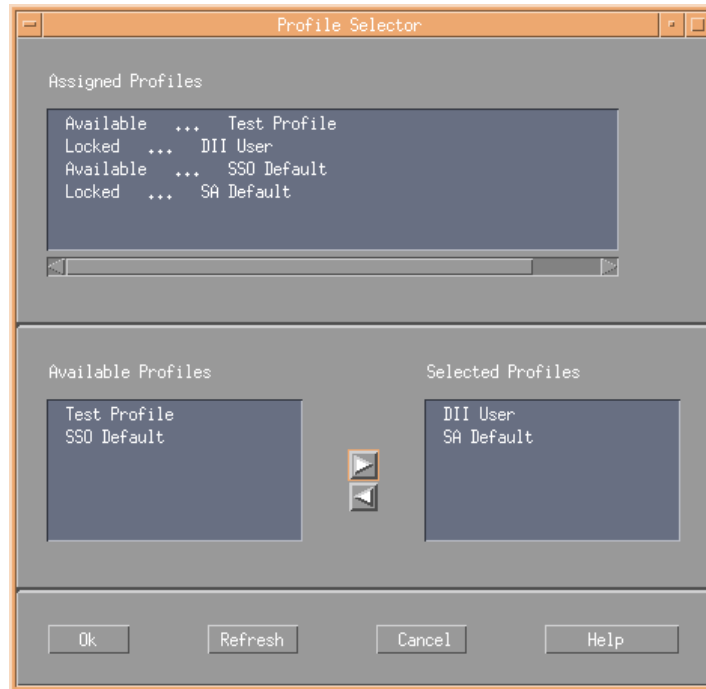 Profile Selector
Assigned Profiles
Available ... Test Profile
Locked ... DII User
Available ... SSO Default
Locked ... SA Default
Available Profiles
Selected Profiles
Test Profile
SSO Default
DII User
SA Default
Ok
Refresh
Cancel
Help